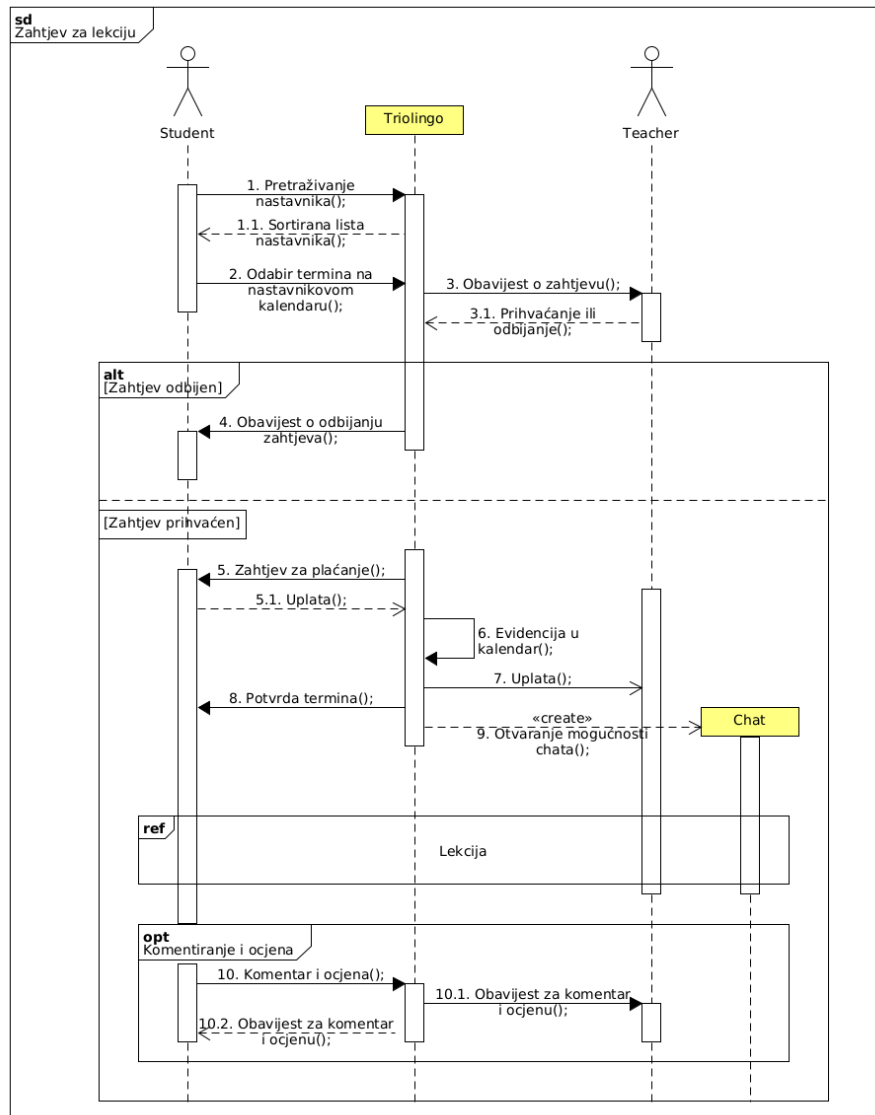 sd
Zahtjev za lekciju
Student
Triolingo
Teacher
1. Pretraživanje
nastavnika();
1.1. Sortirana lista
nastavnika();
2. Odabir termina na
nastavnikovom
kalendaru();
3. Obavijest o zahtjevu();
3.1. Prihvaćanje ili
odbijanje();
alt
[Zahtjev odbijen]
4. Obavijest o odbijanju
zahtjeva();
[Zahtjev prihvaćen]
5. Zahtjev za plaćanje();
5.1. Uplata();
6. Evidencija u
kalendar();
7. Uplata();
8. Potvrda termina();
«create»
9. Otvaranje mogućnosti
chata();
Chat
ref
Lekcija
opt
Komentiranje i ocjena
10. Komentar i ocjena();
10.1. Obavijest za komentar
i ocjenu();
10.2. Obavijest za komentar
i ocjenu();